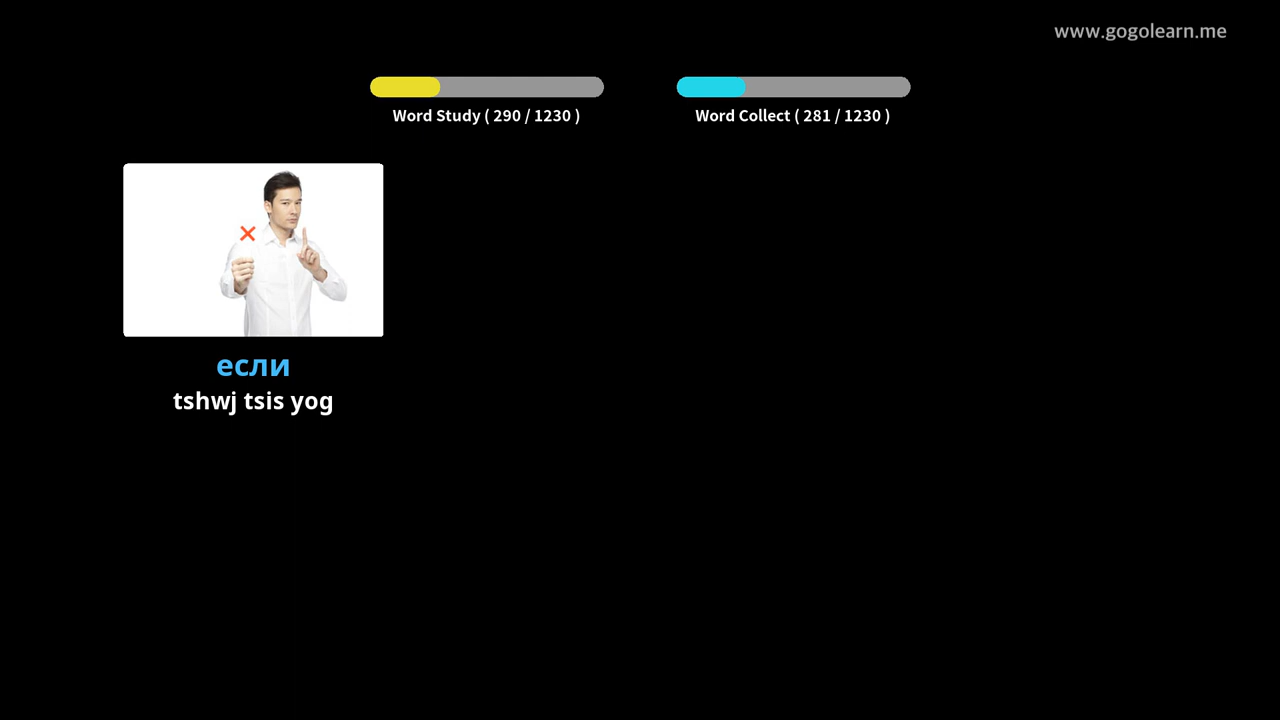 www.gogolearn.me
Word Study ( 290 / 1230 )
Word Collect ( 281 / 1230 )
если
tshwj tsis yog